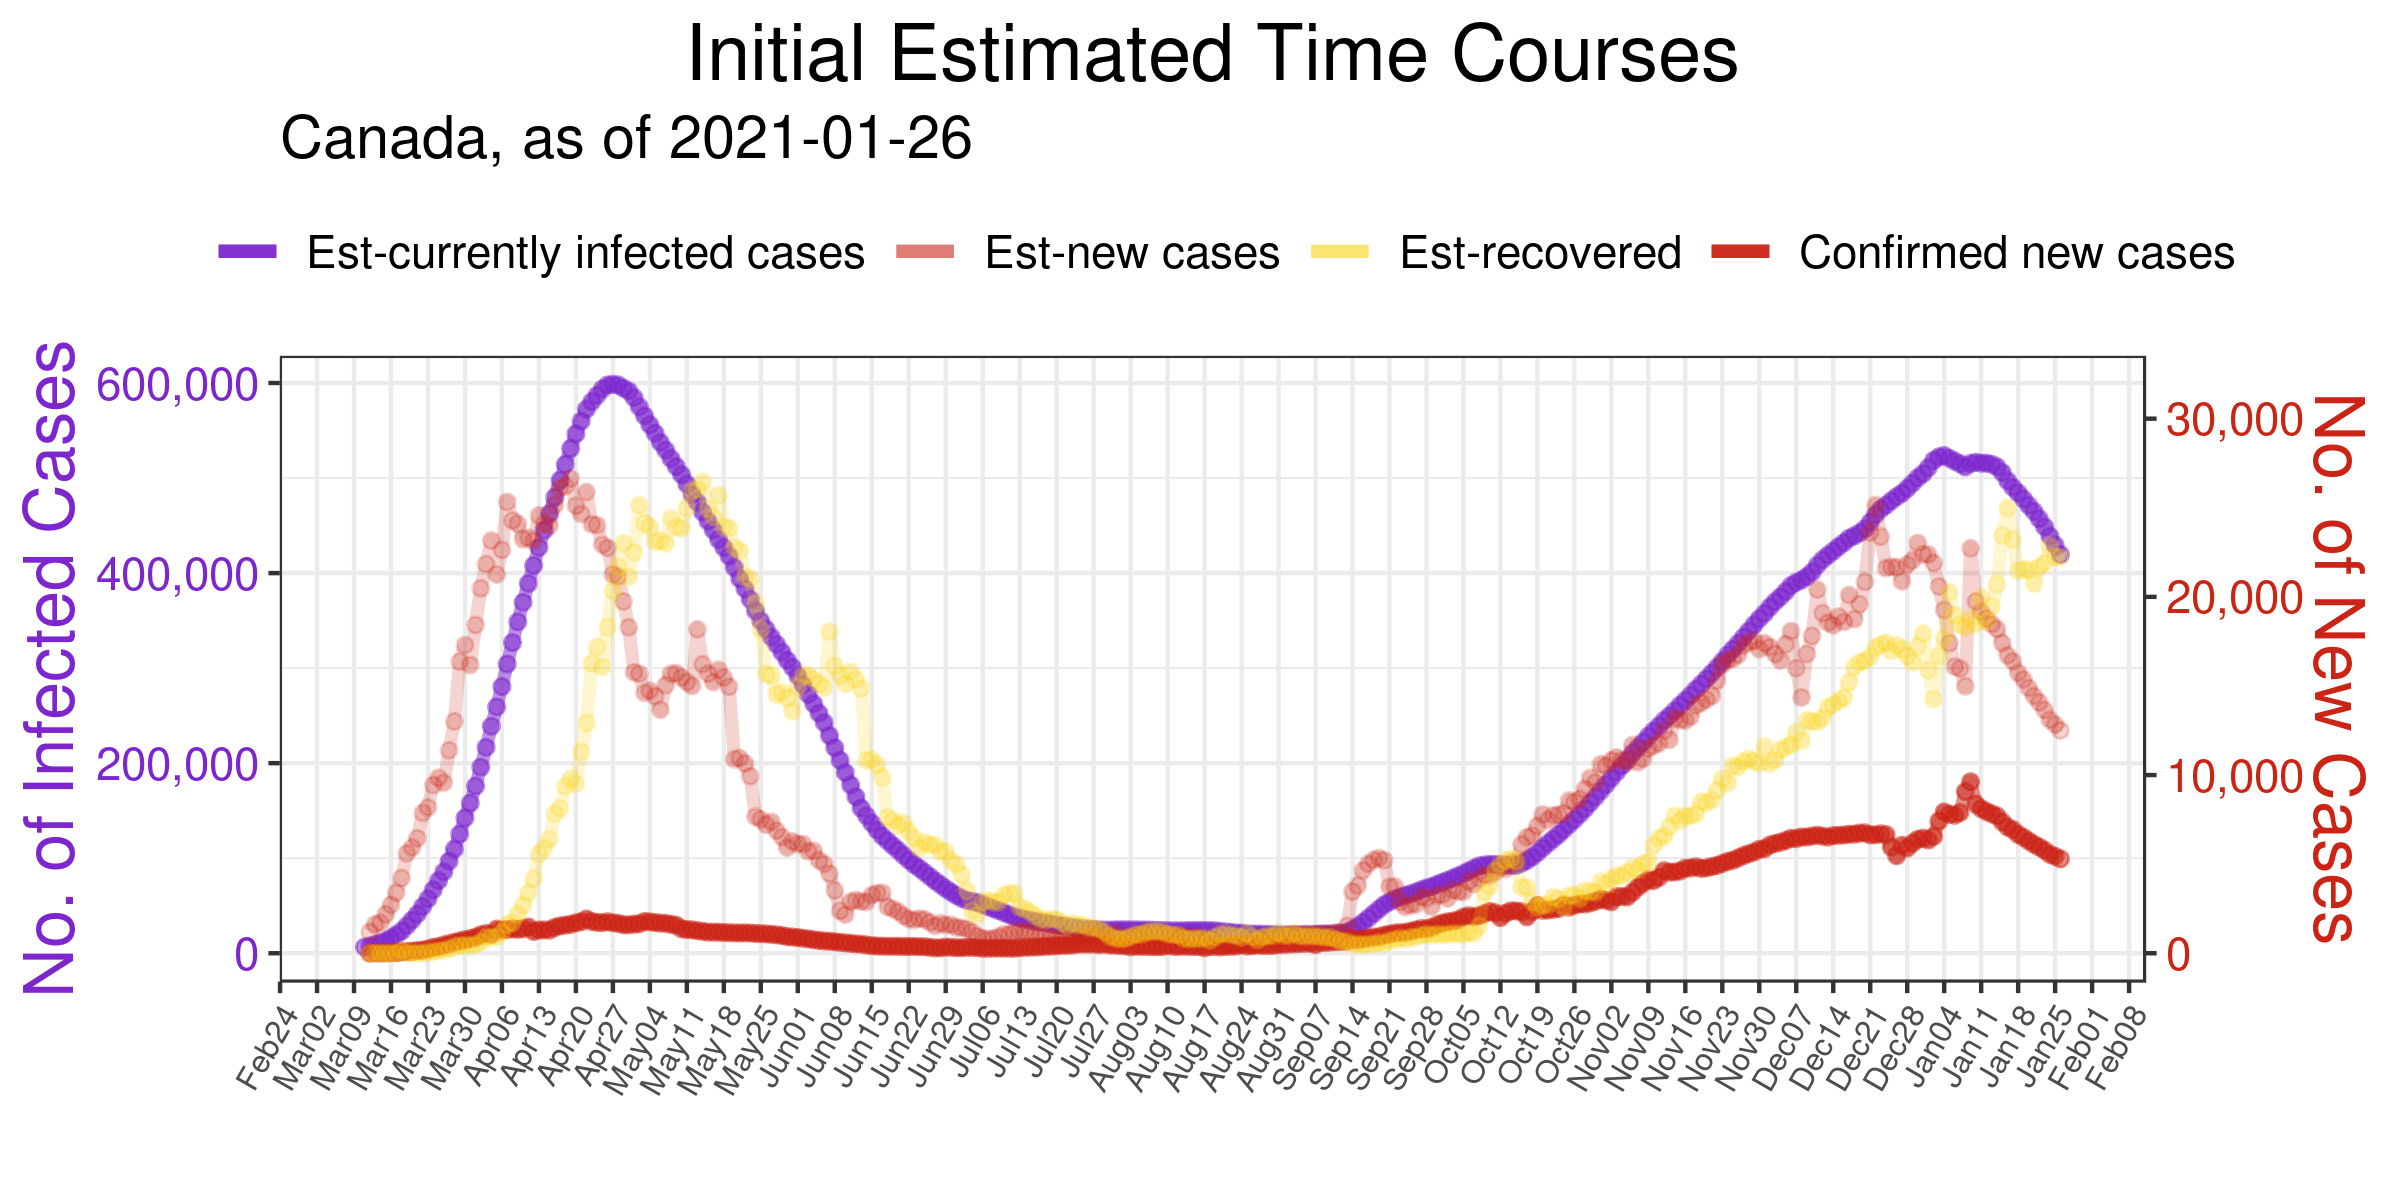 Initial Estimated Time Courses
Canada, as of 2021-01-26
Est-currently infected cases Est-new cases Est-recovered Confirmed new cases
No. of Infected Cases
600,000
400,000
200,000
0
30,000
20,000
10,000
0
No. of New Cases
Feb24 Mar02 Mar09 Mar16 Mar23 Mar30 Apr06 Apr13 Apr20 Apr27 May04 May11 May18 May25 Jun01 Jun08 Jun15 Jun22 Jun29 Jul06 Jul13 Jul20 Jul27 Aug03 Aug10 Aug17 Aug24 Aug31 Sep07 Sep14 Sep21 Sep28 Oct05 Oct12 Oct19 Oct26 Nov02 Nov09 Nov16 Nov23 Nov30 Dec07 Dec14 Dec21 Dec28 Jan04 Jan11 Jan18 Jan25 Feb01 Feb08